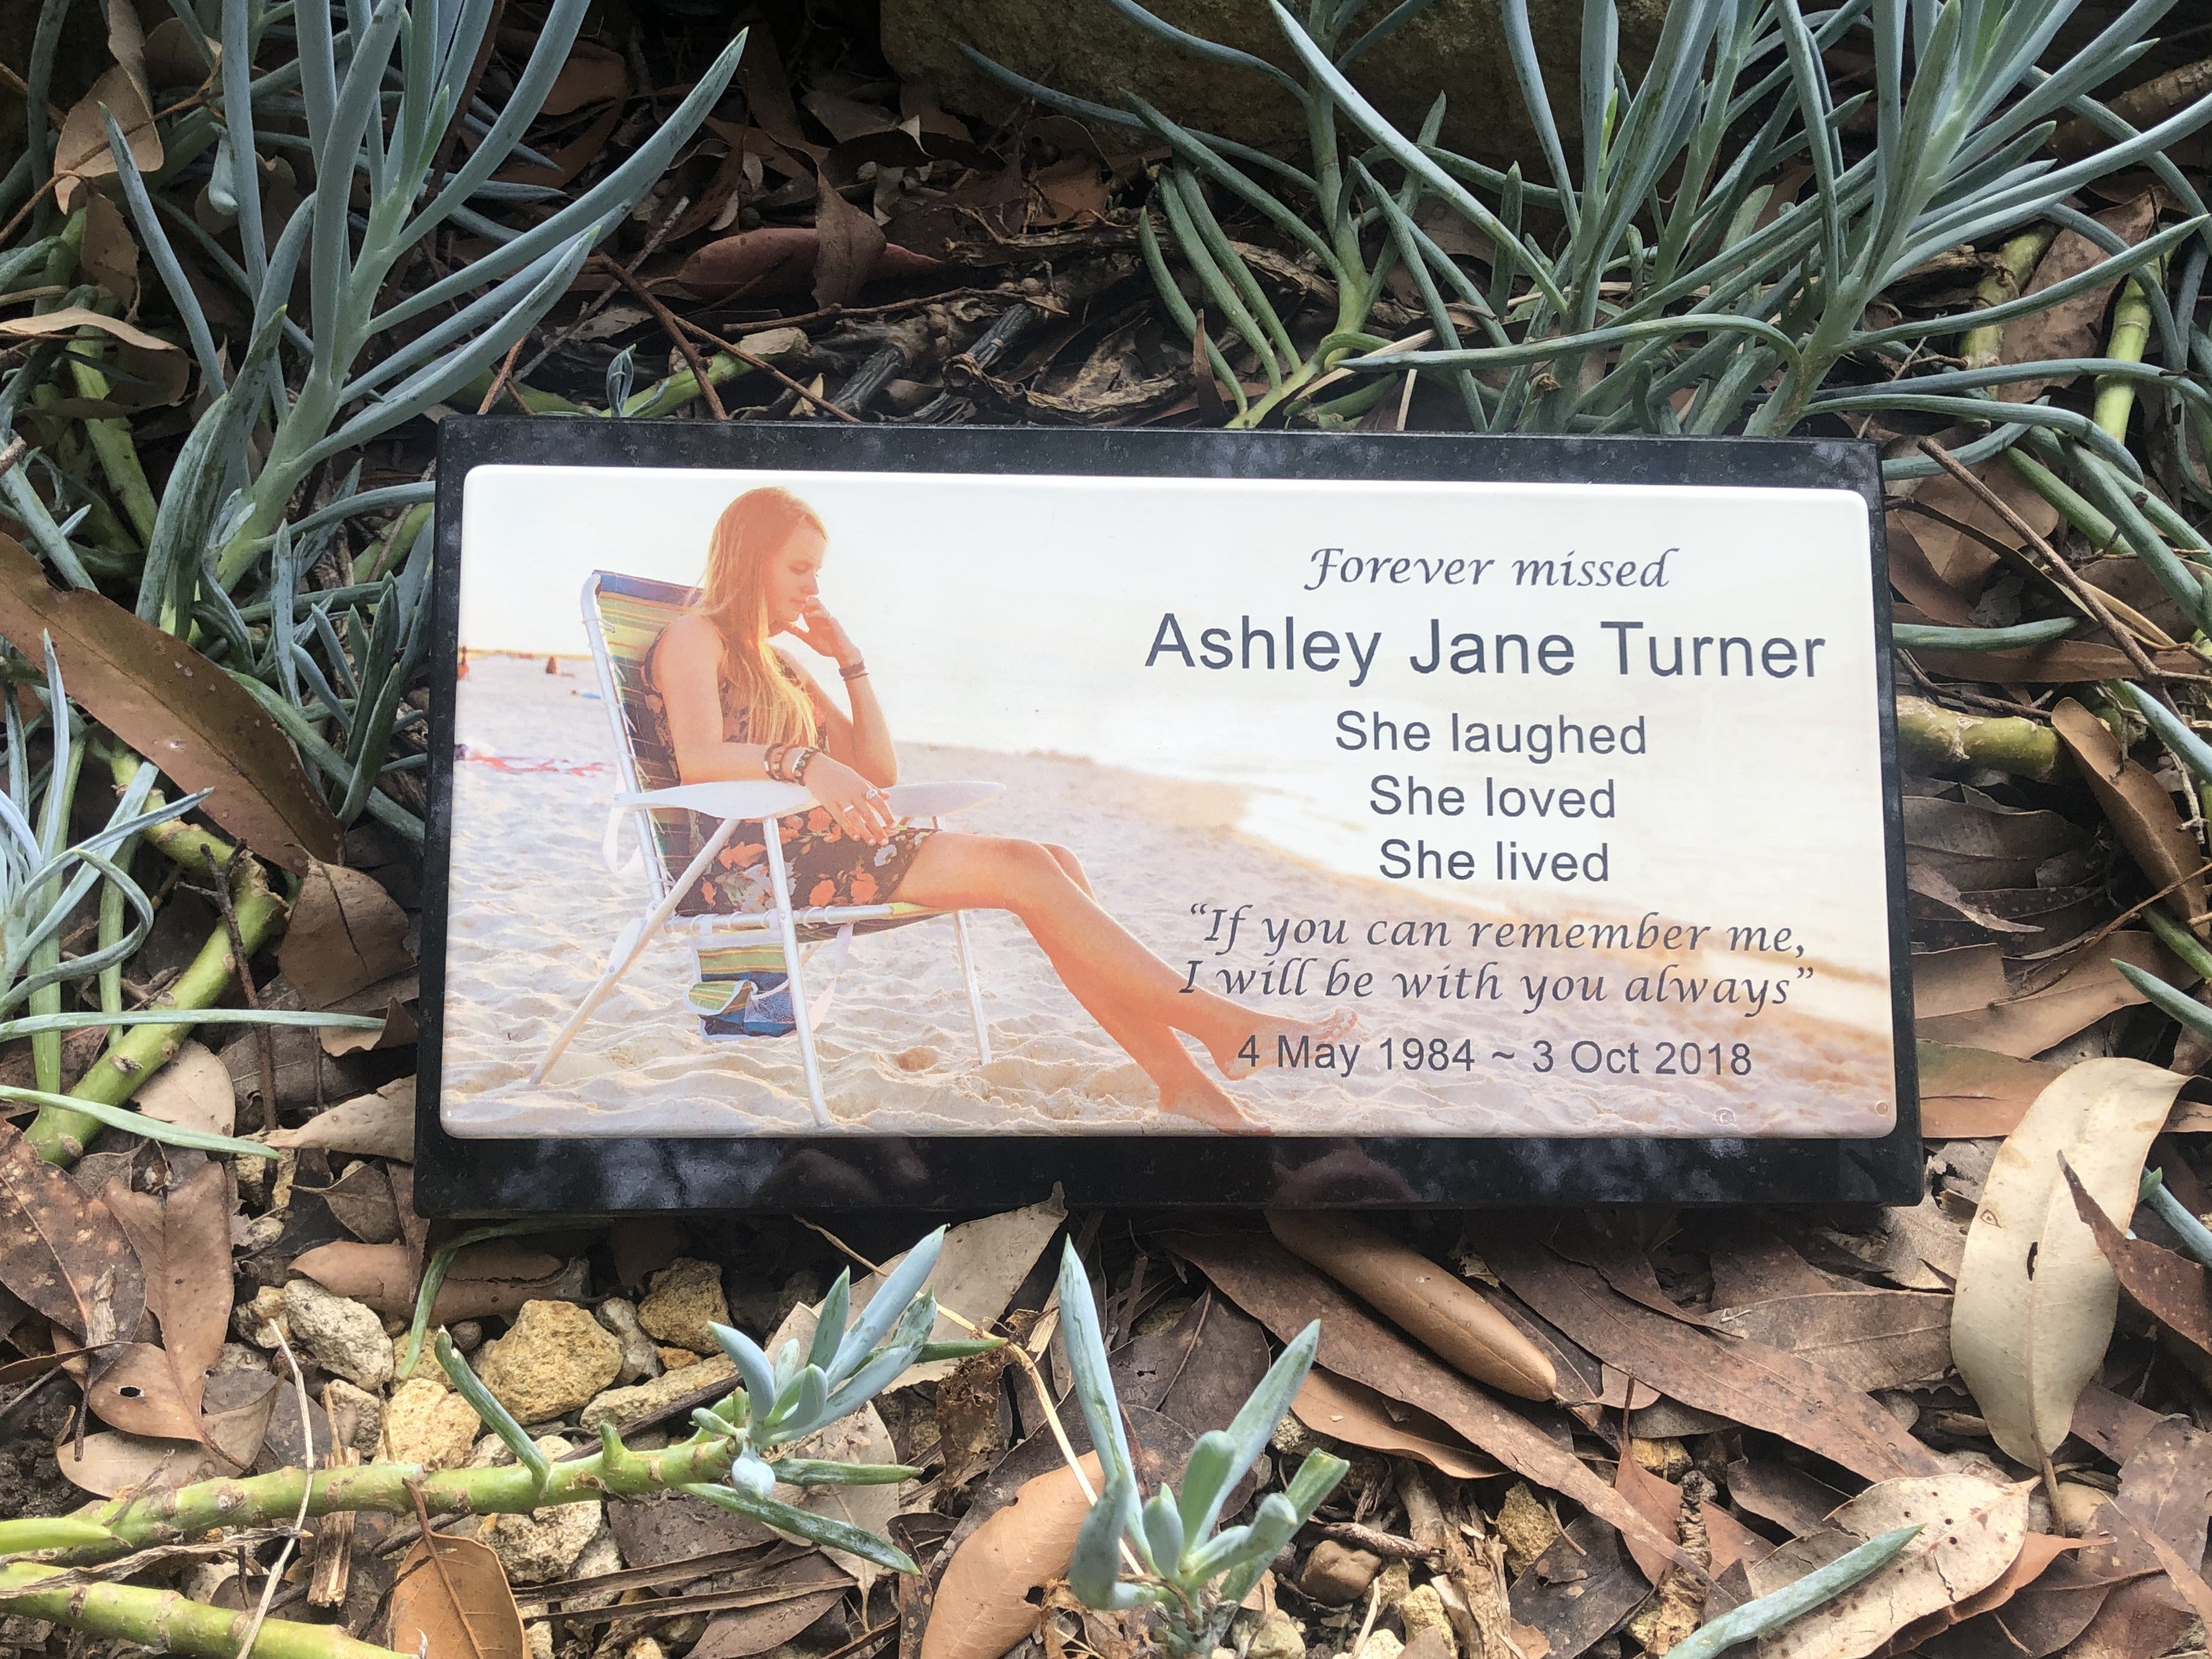 Forever missed
Ashley Jane Turner
She laughed
She loved
She lived
“If you can remember me,
I will be with you always”
4 May 1984 ~ 3 Oct 2018